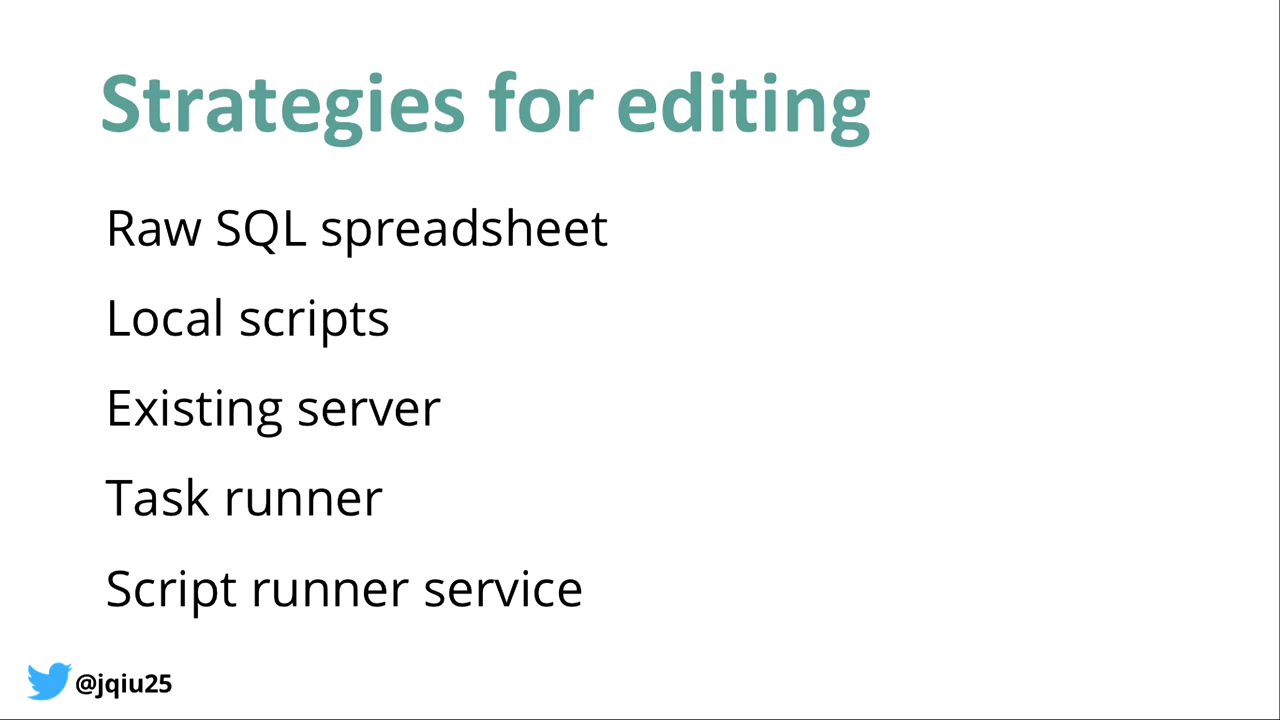 Strategies for editing
Raw SQL spreadsheet
Local scripts
Existing server
Task runner
Script runner service
@jqiu25